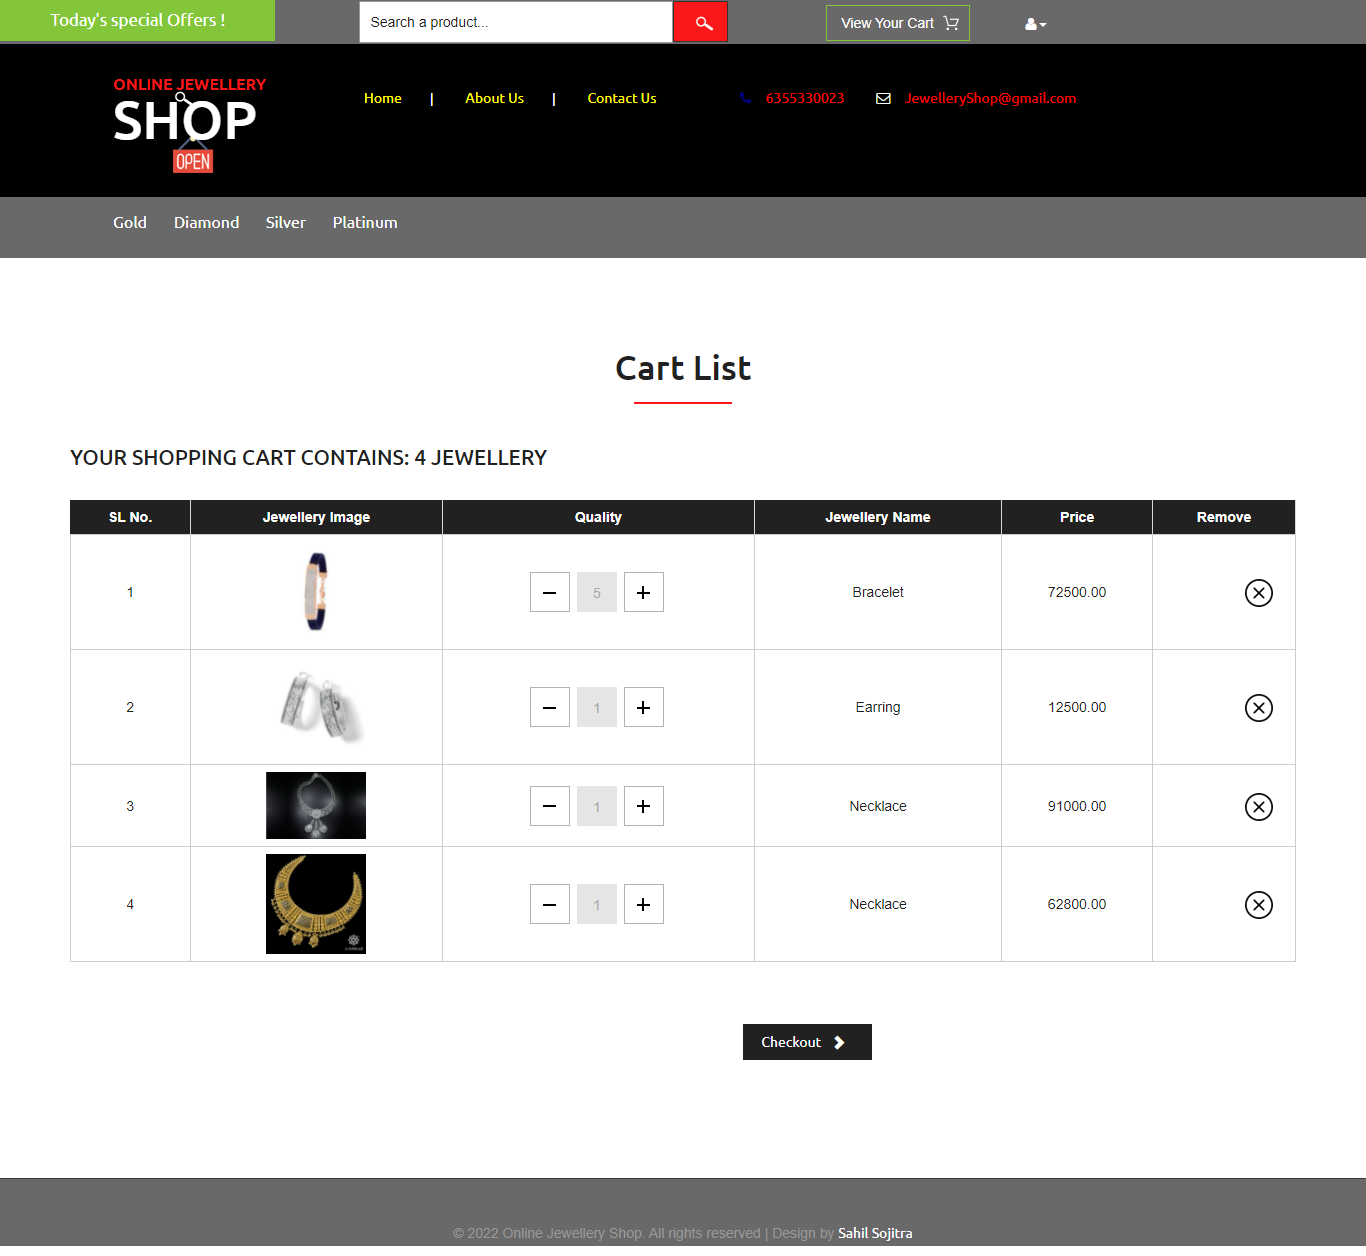 Today's special Offers !
Search a product...
View Your Cart
ONLINE JEWELLERY
SHOP
OPEN
Home | About Us | Contact Us
6355330023
JewelleryShop@gmail.com
Gold Diamond Silver Platinum
Cart List
YOUR SHOPPING CART CONTAINS: 4 JEWELLERY
SL No. Jewellery Image Quality Jewellery Name Price Remove
1 5 Bracelet 72500.00
2 1 Earring 12500.00
3 1 Necklace 91000.00
4 1 Necklace 62800.00
Checkout
© 2022 Online Jewellery Shop. All rights reserved | Design by Sahil Sojitra